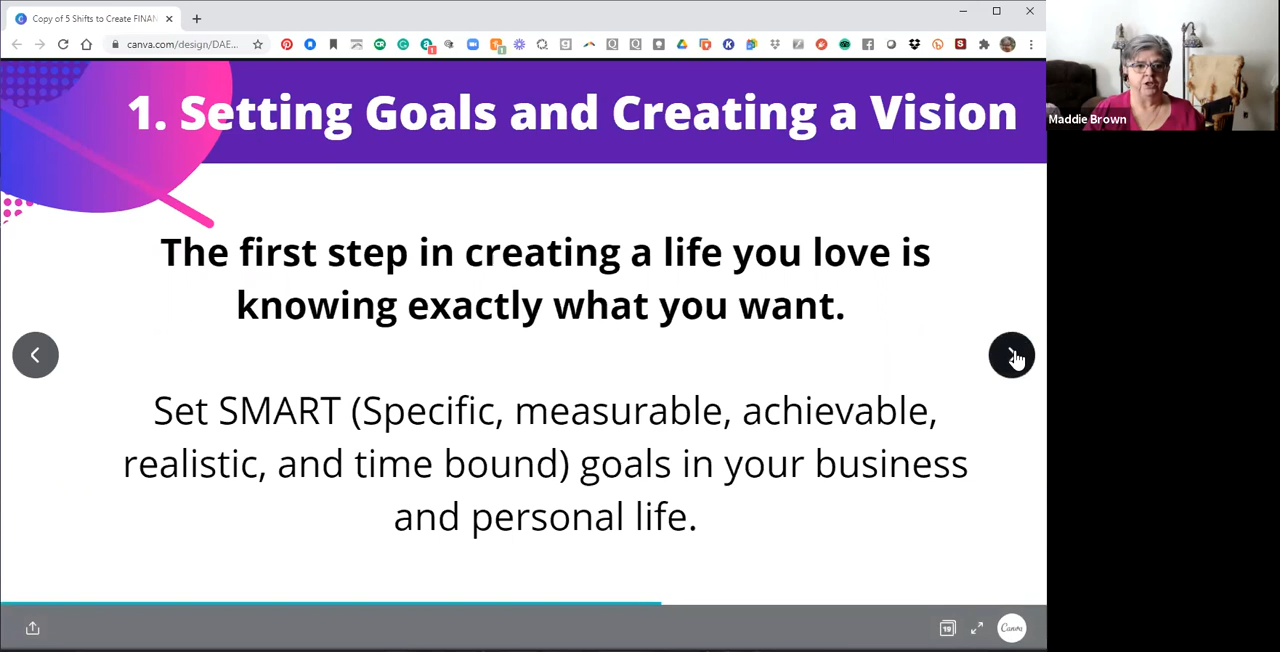 Copy of 5 Shifts to Create FINAN
canva.com/design/DAE...
1. Setting Goals and Creating a Vision
The first step in creating a life you love is
knowing exactly what you want.
Set SMART (Specific, measurable, achievable,
realistic, and time bound) goals in your business
and personal life.
19
Canva
Maddie Brown